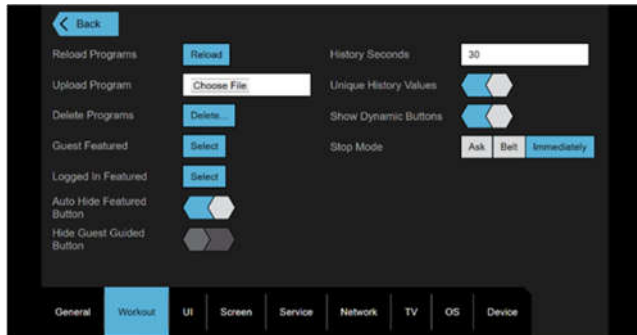 Back
Reload Programs
Reload
Upload Program
Choose File
Delete Programs
Delete...
Guest Featured
Select
Logged In Featured
Select
Auto Hide Featured
Button
Hide Guest Guided
Button
History Seconds
30
Unique History Values
Show Dynamic Buttons
Stop Mode
Ask Belt Immediately
General Workout UI Screen Service Network TV OS Device